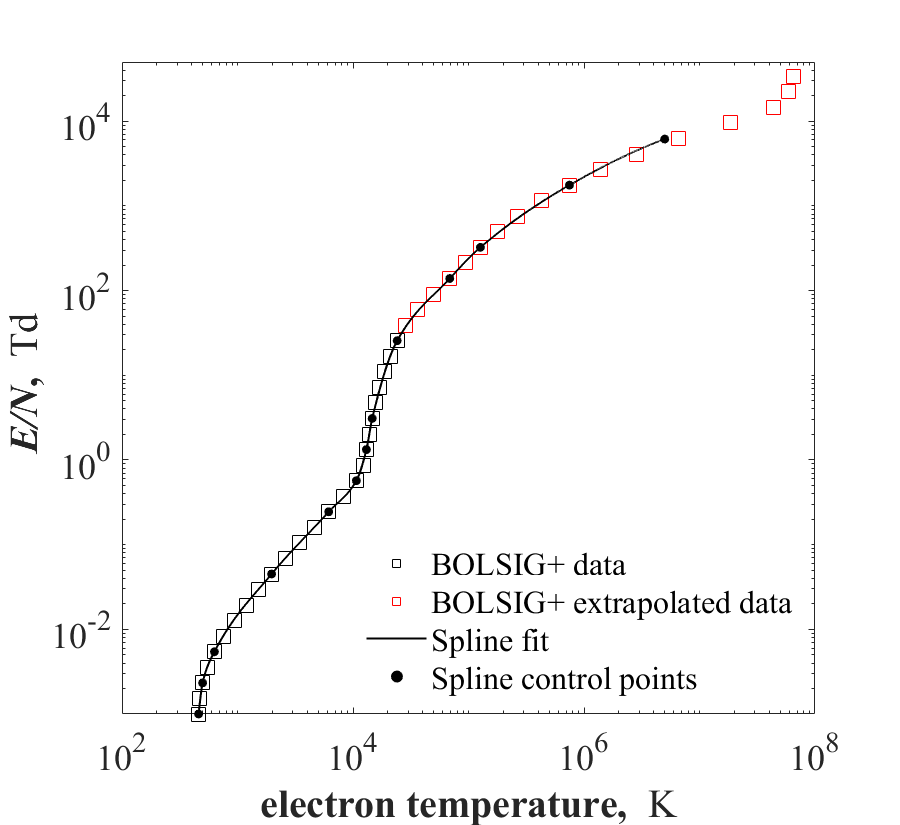 E/N, Td
10^4
10^2
10^0
10^-2
10^2
10^4
10^6
10^8
electron temperature, K
BOLSIG+ data
BOLSIG+ extrapolated data
Spline fit
Spline control points